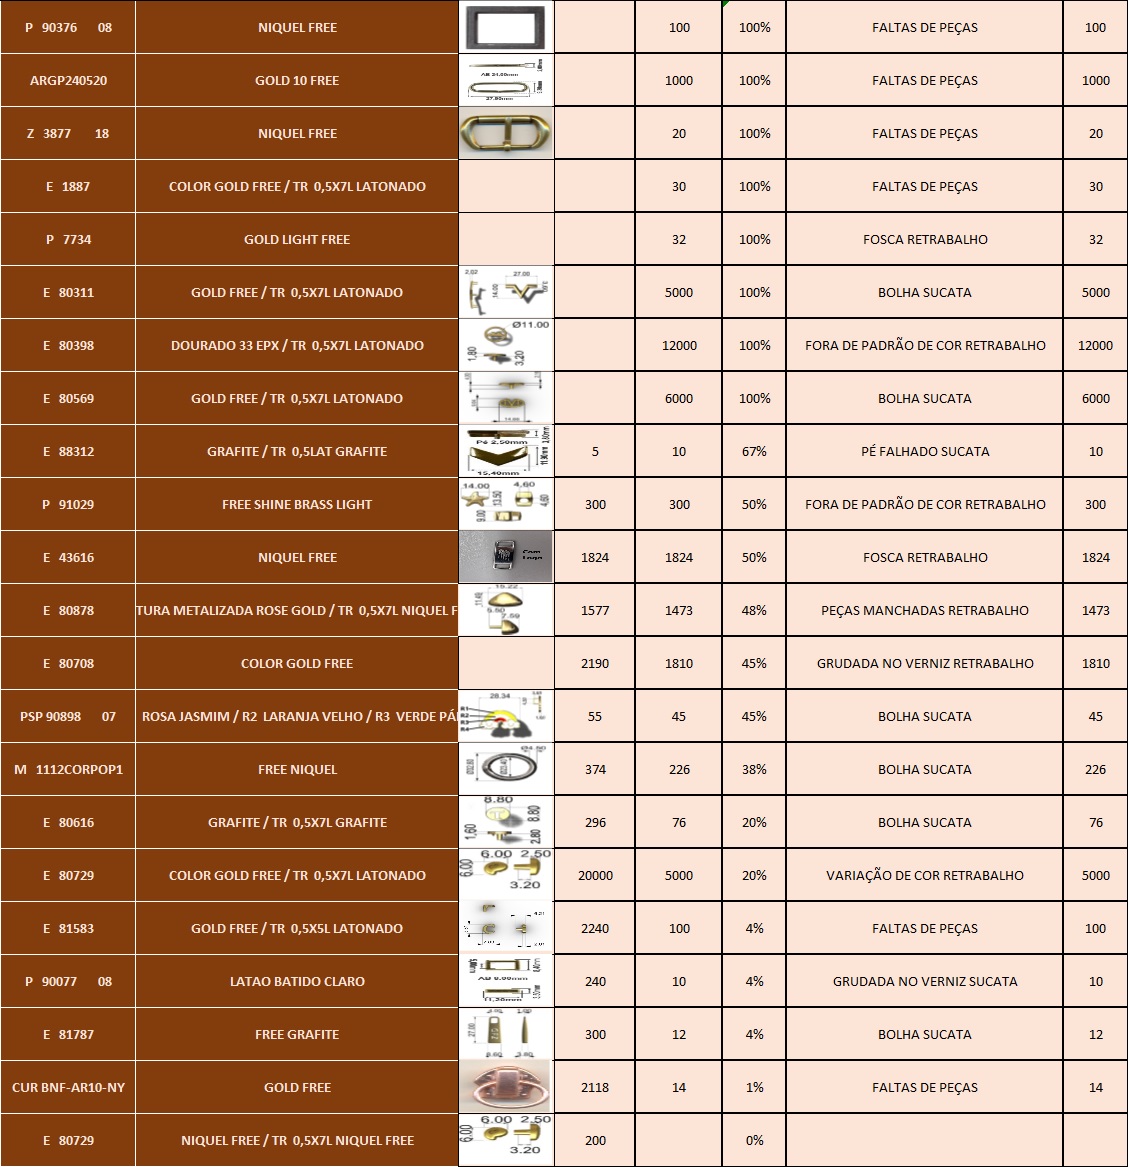 P 90376 08 NIQUEL FREE 100 100% FALTAS DE PEÇAS 100
ARGP240520 GOLD 10 FREE 1000 100% FALTAS DE PEÇAS 1000
27.80mm
Z 3877 18 NIQUEL FREE 20 100% FALTAS DE PEÇAS 20
E 1887 COLOR GOLD FREE / TR 0,5X7L LATONADO 30 100% FALTAS DE PEÇAS 30
P 7734 GOLD LIGHT FREE 32 100% FOSCA RETRABALHO 32
2,02 27.00
14.00
E 80311 GOLD FREE / TR 0,5X7L LATONADO 5000 100% BOLHA SUCATA 5000
Ø11.00
E 80398 DOURADO 33 EPX / TR 0,5X7L LATONADO 12000 100% FORA DE PADRÃO DE COR RETRABALHO 12000
1,80 3,20
E 80569 GOLD FREE / TR 0,5X7L LATONADO 6000 100% BOLHA SUCATA 6000
Pé 2.50mm
E 88312 GRAFITE / TR 0,5LAT GRAFITE 5 10 67% PÉ FALHADO SUCATA 10
15.40mm
14.00 4,60
13.50 4,60
P 91029 FREE SHINE BRASS LIGHT 300 300 50% FORA DE PADRÃO DE COR RETRABALHO 300
9.00
E 43616 NIQUEL FREE Com Logo 1824 1824 50% FOSCA RETRABALHO 1824
E 80878 TURA METALIZADA ROSE GOLD / TR 0,5X7L NIQUEL F 1577 1473 48% PEÇAS MANCHADAS RETRABALHO 1473
E 80708 COLOR GOLD FREE 2190 1810 45% GRUDADA NO VERNIZ RETRABALHO 1810
28.34
R1
R2
R3
R4
PSP 90898 07 ROSA JASMIM / R2 LARANJA VELHO / R3 VERDE PÁ 55 45 45% BOLHA SUCATA 45
M 1112CORPOP1 FREE NIQUEL 374 226 38% BOLHA SUCATA 226
8.80
8.80
E 80616 GRAFITE / TR 0,5X7L GRAFITE 296 76 20% BOLHA SUCATA 76
1,60 2.80
6.00 2.50
6.00
E 80729 COLOR GOLD FREE / TR 0,5X7L LATONADO 20000 5000 20% VARIAÇÃO DE COR RETRABALHO 5000
3.20
E 81583 GOLD FREE / TR 0,5X5L LATONADO 2240 100 4% FALTAS DE PEÇAS 100
P 90077 08 LATAO BATIDO CLARO 240 10 4% GRUDADA NO VERNIZ SUCATA 10
11,20mm
E 81787 FREE GRAFITE 27.00 300 12 4% BOLHA SUCATA 12
CUR BNF-AR10-NY GOLD FREE 2118 14 1% FALTAS DE PEÇAS 14
6.00 2.50
6.00
E 80729 NIQUEL FREE / TR 0,5X7L NIQUEL FREE 200 0%
3.20